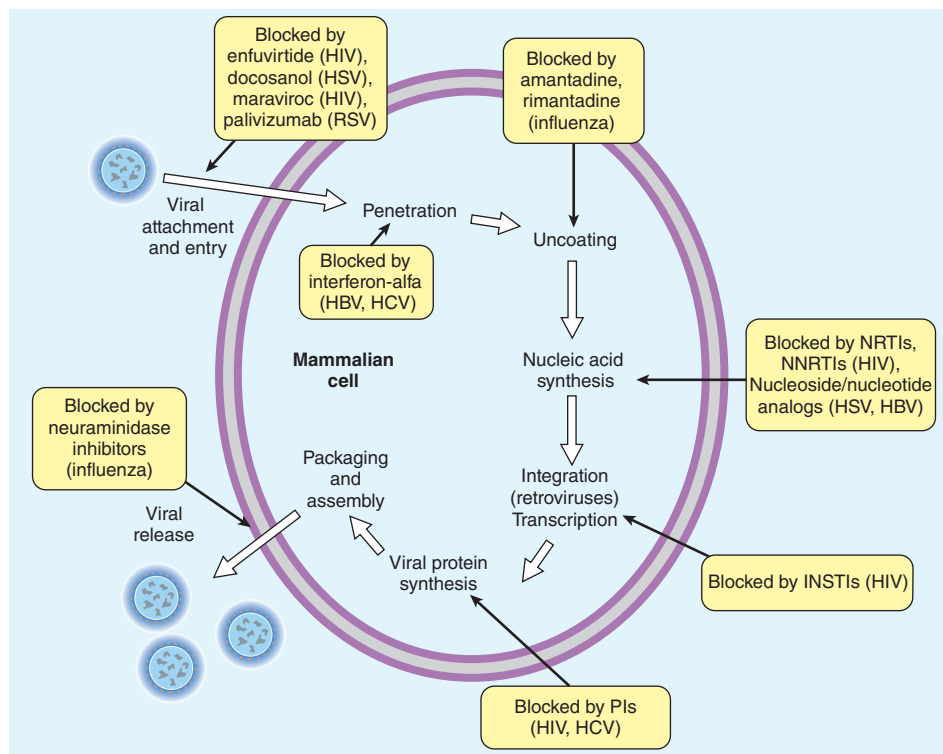 Blocked by
enfuvirtide (HIV),
docosanol (HSV),
maraviroc (HIV),
palivizumab (RSV)
Blocked by
amantadine,
rimantadine
(influenza)
Viral
attachment
and entry
Penetration
Uncoating
Blocked by
interferon-alfa
(HBV, HCV)
Mammalian
cell
Nucleic acid
synthesis
Blocked by NRTIs,
NNRTIs (HIV),
Nucleoside/nucleotide
analogs (HSV, HBV)
Blocked by
neuraminidase
inhibitors
(influenza)
Packaging
and
assembly
Integration
(retroviruses)
Transcription
Viral
release
Viral protein
synthesis
Blocked by INSTIs (HIV)
Blocked by PIs
(HIV, HCV)